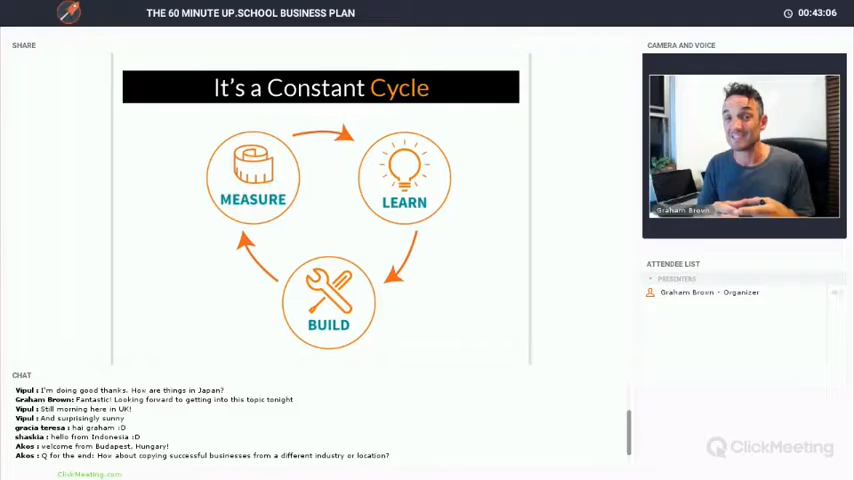 THE 60 MINUTE UP.SCHOOL BUSINESS PLAN
00:43:06
SHARE
CAMERA AND VOICE
It's a Constant Cycle
MEASURE
LEARN
BUILD
Graham Brown
ATTENDEE LIST
PRESENTERS
Graham Brown - Organizer
CHAT
Vipul : I'm doing good thanks. How are things in Japan?
Graham Brown: Fantastic! Looking forward to getting into this topic tonight
Vipul : Still morning here in UK!
Vipul : And surprisingly sunny
gracia teresa : hai graham :D
shaskia : hello from Indonesia :D
Akos : welcome from Budapest, Hungary!
Akos : Q for the end: How about copying successful businesses from a different industry or location?
ClickMeeting
ClickMeeting.com